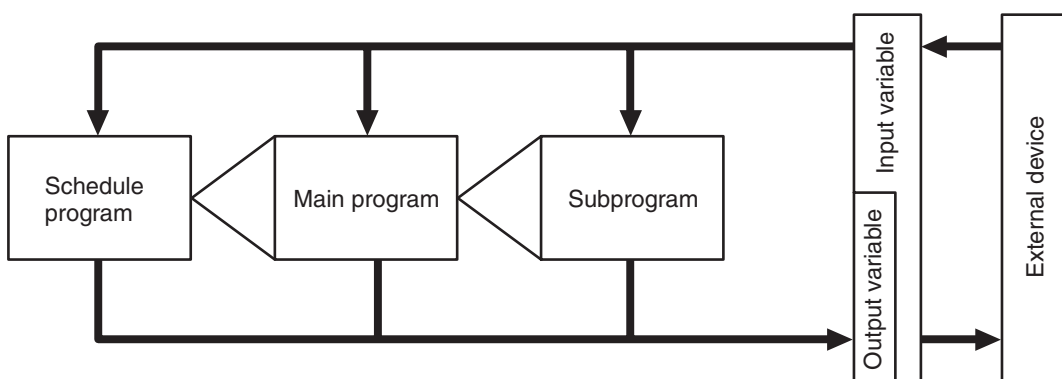 Schedule
program
Main program
Subprogram
Input variable
Output variable
External device